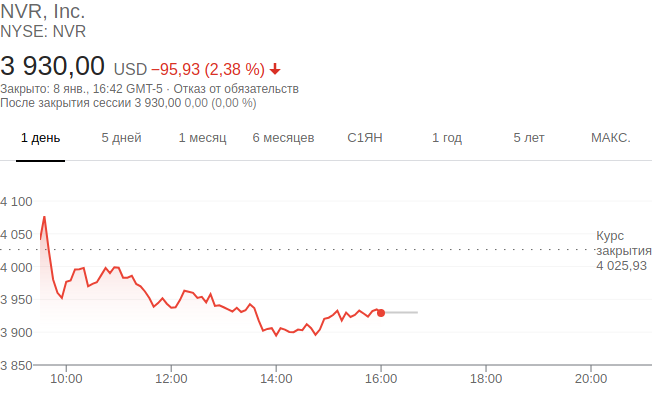 NVR, Inc.
NYSE: NVR
3 930,00 USD −95,93 (2,38 %)
Закрыто: 8 янв., 16:42 GMT-5 · Отказ от обязательств
После закрытия сессии 3 930,00 0,00 (0,00 %)
1 день 5 дней 1 месяц 6 месяцев С1ЯН 1 год 5 лет МАКС.
4 100
4 050
Курс
закрытия
4 025,93
4 000
3 950
3 900
3 850
10:00 12:00 14:00 16:00 18:00 20:00